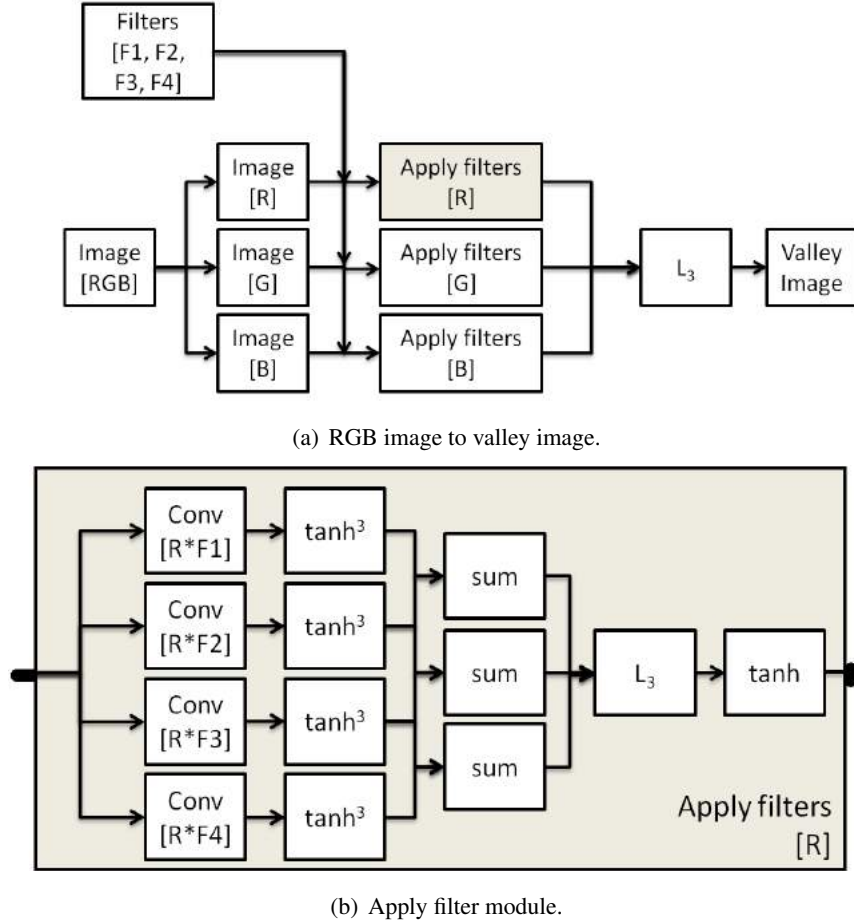 Filters
[F1, F2,
F3, F4]
Image
[R]
Apply filters
[R]
Image
[RGB]
Image
[G]
Apply filters
[G]
L₃
Valley
Image
Image
[B]
Apply filters
[B]
(a) RGB image to valley image.
Conv
[R*F1]
tanh³
sum
Conv
[R*F2]
tanh³
sum
L₃
tanh
Conv
[R*F3]
tanh³
sum
Conv
[R*F4]
tanh³
Apply filters
[R]
(b) Apply filter module.